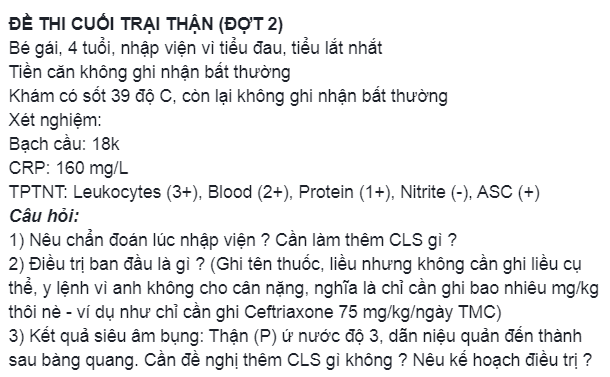 ĐỀ THI CUỐI TRẠI THẬN (ĐỢT 2)
Bé gái, 4 tuổi, nhập viện vì tiểu đau, tiểu lắt nhắt
Tiền căn không ghi nhận bất thường
Khám có sốt 39 độ C, còn lại không ghi nhận bất thường
Xét nghiệm:
Bạch cầu: 18k
CRP: 160 mg/L
TPTNT: Leukocytes (3+), Blood (2+), Protein (1+), Nitrite (-), ASC (+)
Câu hỏi:
1) Nêu chẩn đoán lúc nhập viện ? Cần làm thêm CLS gì ?
2) Điều trị ban đầu là gì ? (Ghi tên thuốc, liều nhưng không cần ghi liều cụ
thể, y lệnh vì anh không cho cân nặng, nghĩa là chỉ cần ghi bao nhiêu mg/kg
thôi nè - ví dụ như chỉ cần ghi Ceftriaxone 75 mg/kg/ngày TMC)
3) Kết quả siêu âm bụng: Thận (P) ứ nước độ 3, dẫn niệu quản đến thành
sau bàng quang. Cần đề nghị thêm CLS gì không ? Nêu kế hoạch điều trị ?